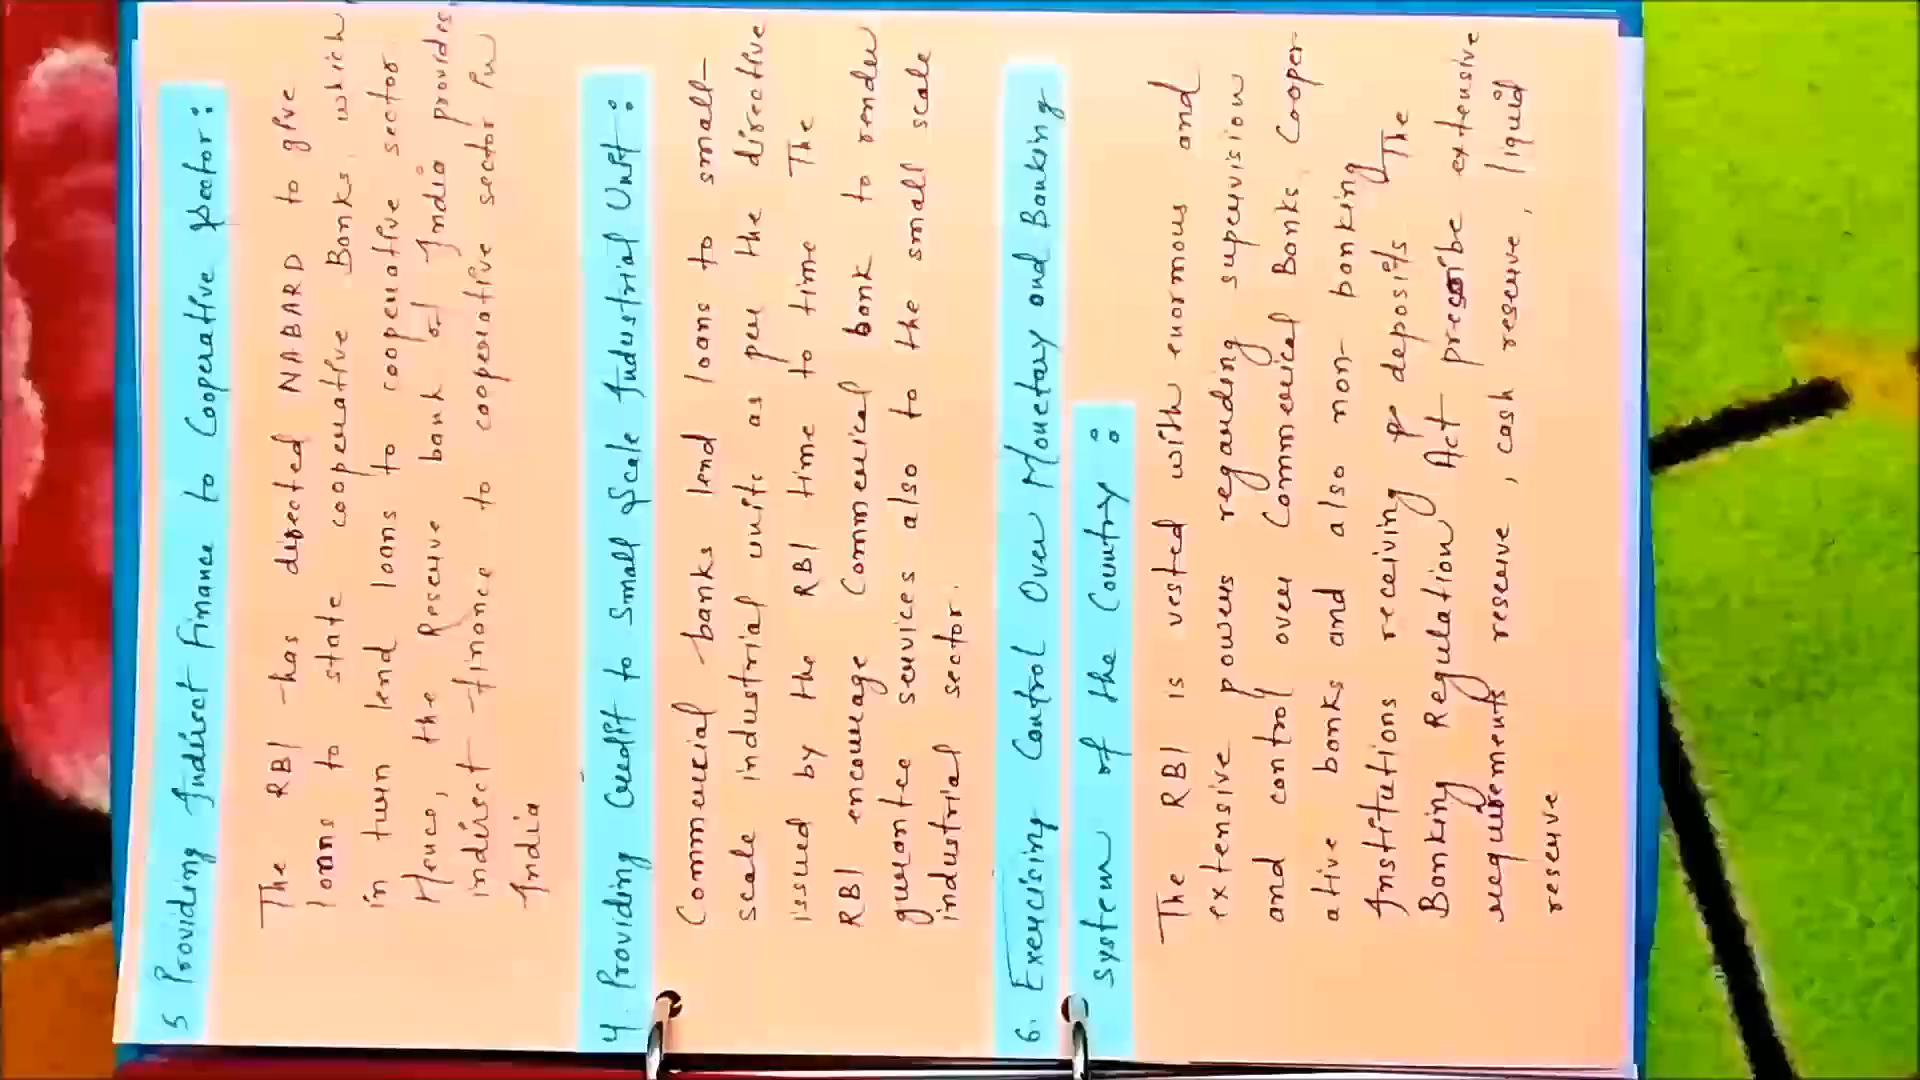 5 Providing Indirect Finance to Cooperative Sector:
The RBI has directed NABARD to give
loans to state cooperative Banks, which
in turn lend loans to cooperative sector
Hence, the Reserve bank of India provides
indirect finance to cooperative sector in
India
4. Providing Credit to Small Scale Industrial Unit:
Commercial banks lend loans to small-
scale industrial units as per the directive
issued by the RBI time to time The
RBI encourage Commerical bank to render
gurantee services also to the small scale
industrial sector.
6. Exercising Control Over Monetary and Banking
system of the Country:
The RBI is vested with enormous and
extensive powers regarding supervision
and control over Commerical Banks, Cooper-
ative banks and also non-banking
Institutions receiving deposits. The
Banking Regulation Act prescribe extensive
requirements reserve, cash reserve, liquid
reserve